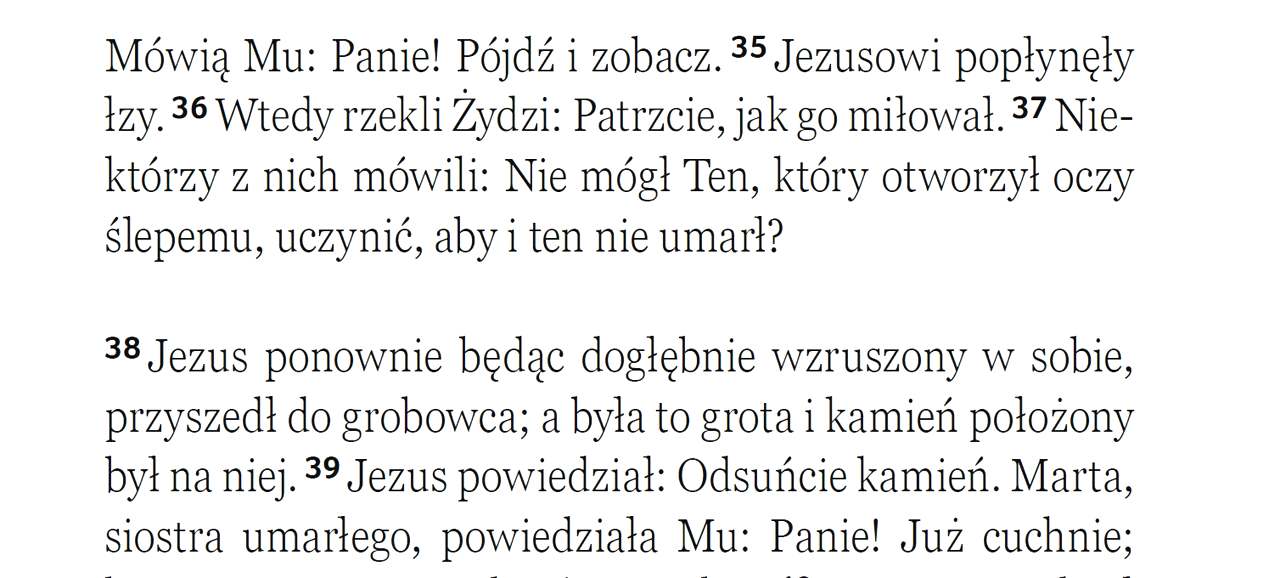 Mówią Mu: Panie! Pójdź i zobacz. 35 Jezusowi popłynęły
łzy. 36 Wtedy rzekli Żydzi: Patrzcie, jak go miłował. 37 Nie-
którzy z nich mówili: Nie mógł Ten, który otworzył oczy
ślepemu, uczynić, aby i ten nie umarł?
38 Jezus ponownie będąc dogłębnie wzruszony w sobie,
przyszedł do grobowca; a była to grota i kamień położony
był na niej. 39 Jezus powiedział: Odsuńcie kamień. Marta,
siostra umarłego, powiedziała Mu: Panie! Już cuchnie;